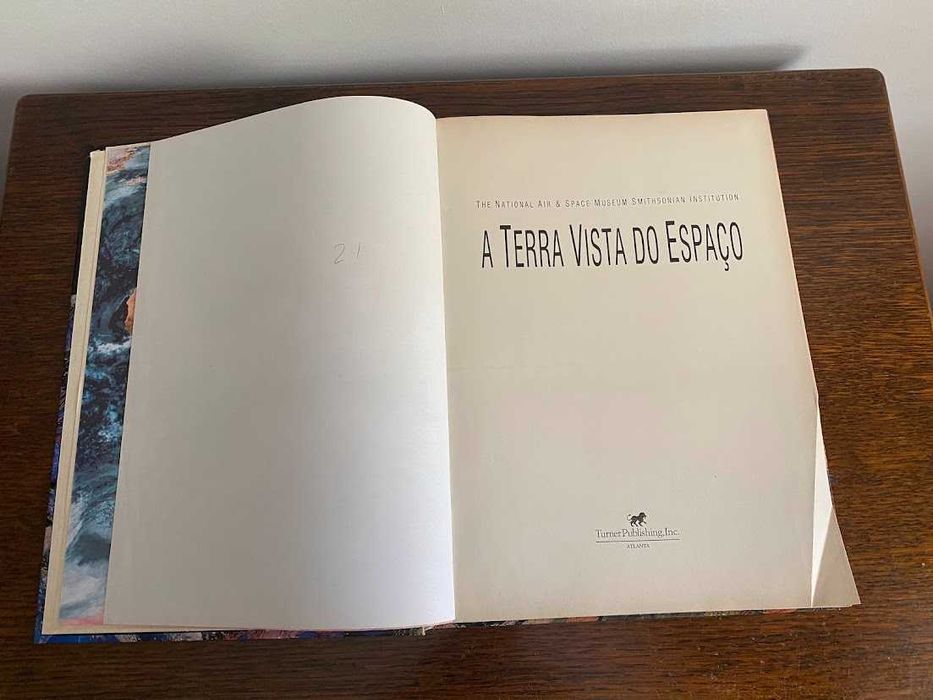 21
THE NATIONAL AIR & SPACE MUSEUM SMITHSONIAN INSTITUTION
A TERRA VISTA DO ESPAÇO
Turner Publishing, Inc.
ATLANTA